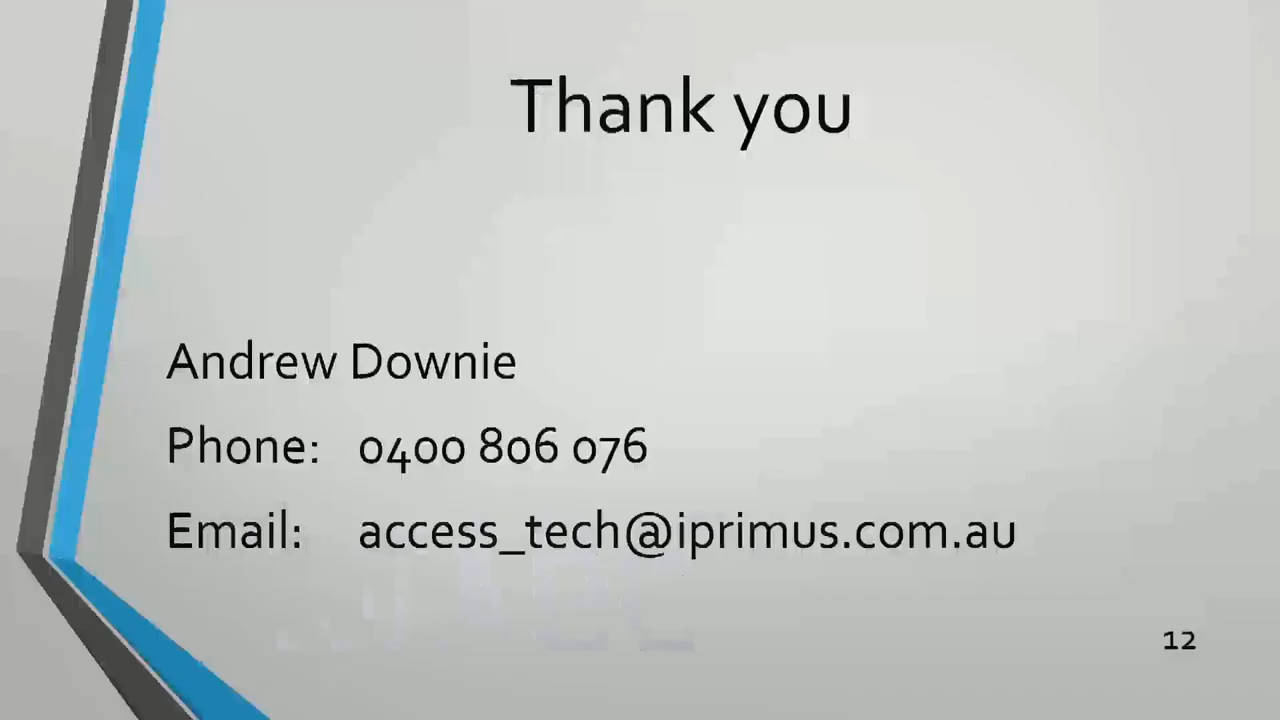 Thank you
Andrew Downie
Phone: 0400 806 076
Email: access_tech@iprimus.com.au
12